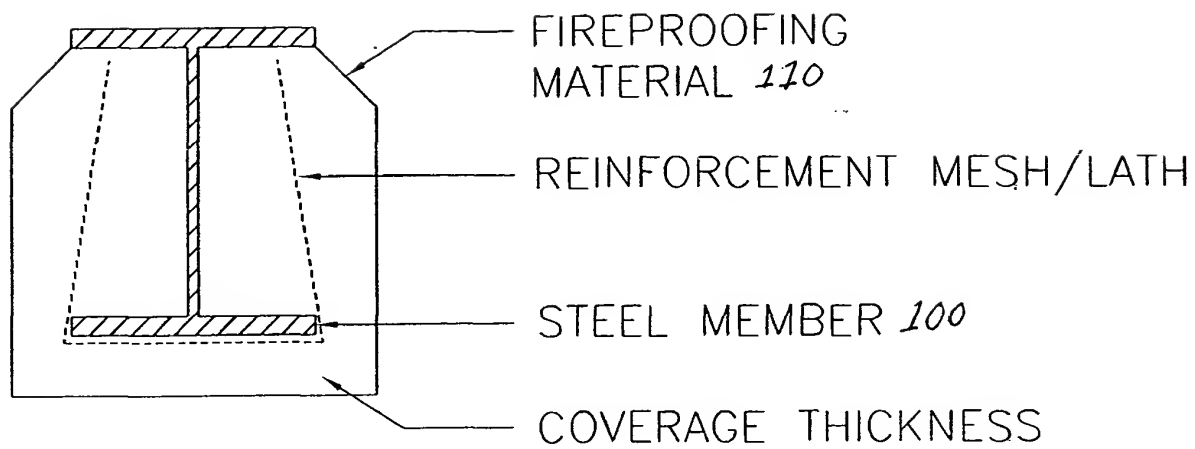 FIREPROOFING
MATERIAL 110
REINFORCEMENT MESH/LATH
STEEL MEMBER 100
COVERAGE THICKNESS